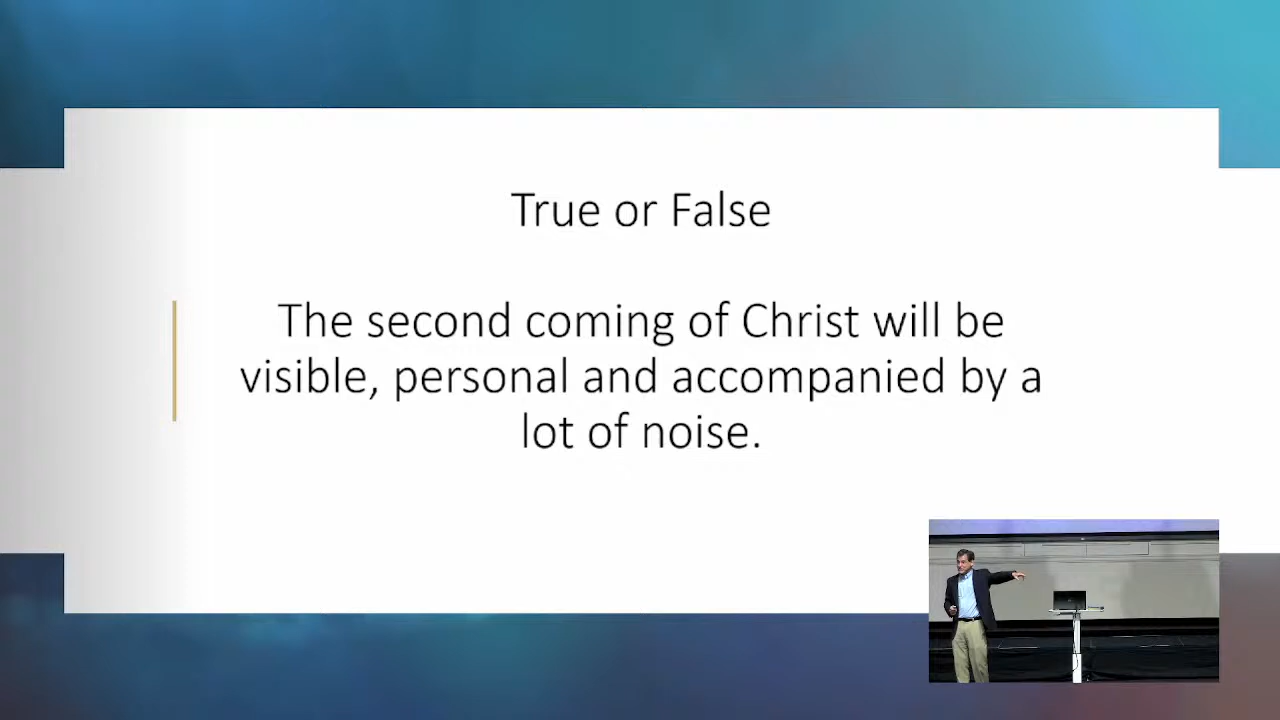 True or False
The second coming of Christ will be
visible, personal and accompanied by a
lot of noise.